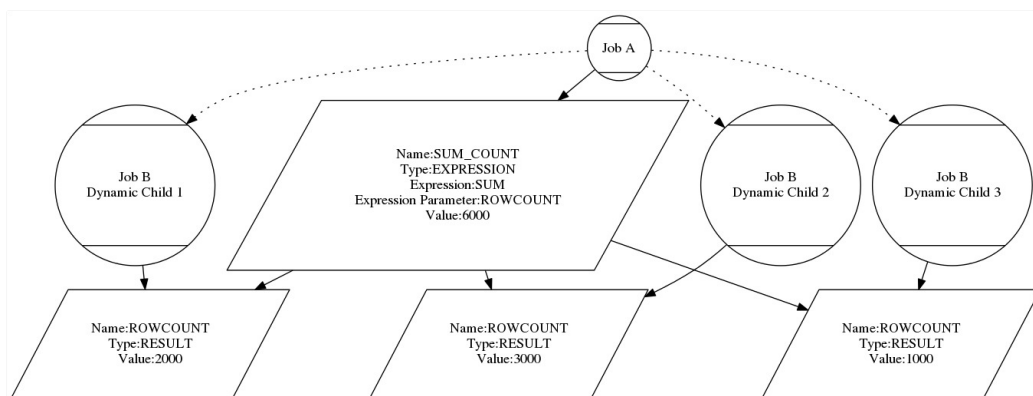 Job A
Job B
Dynamic Child 1
Name:SUM_COUNT
Type:EXPRESSION
Expression:SUM
Expression Parameter:ROWCOUNT
Value:6000
Job B
Dynamic Child 2
Job B
Dynamic Child 3
Name:ROWCOUNT
Type:RESULT
Value:2000
Name:ROWCOUNT
Type:RESULT
Value:3000
Name:ROWCOUNT
Type:RESULT
Value:1000